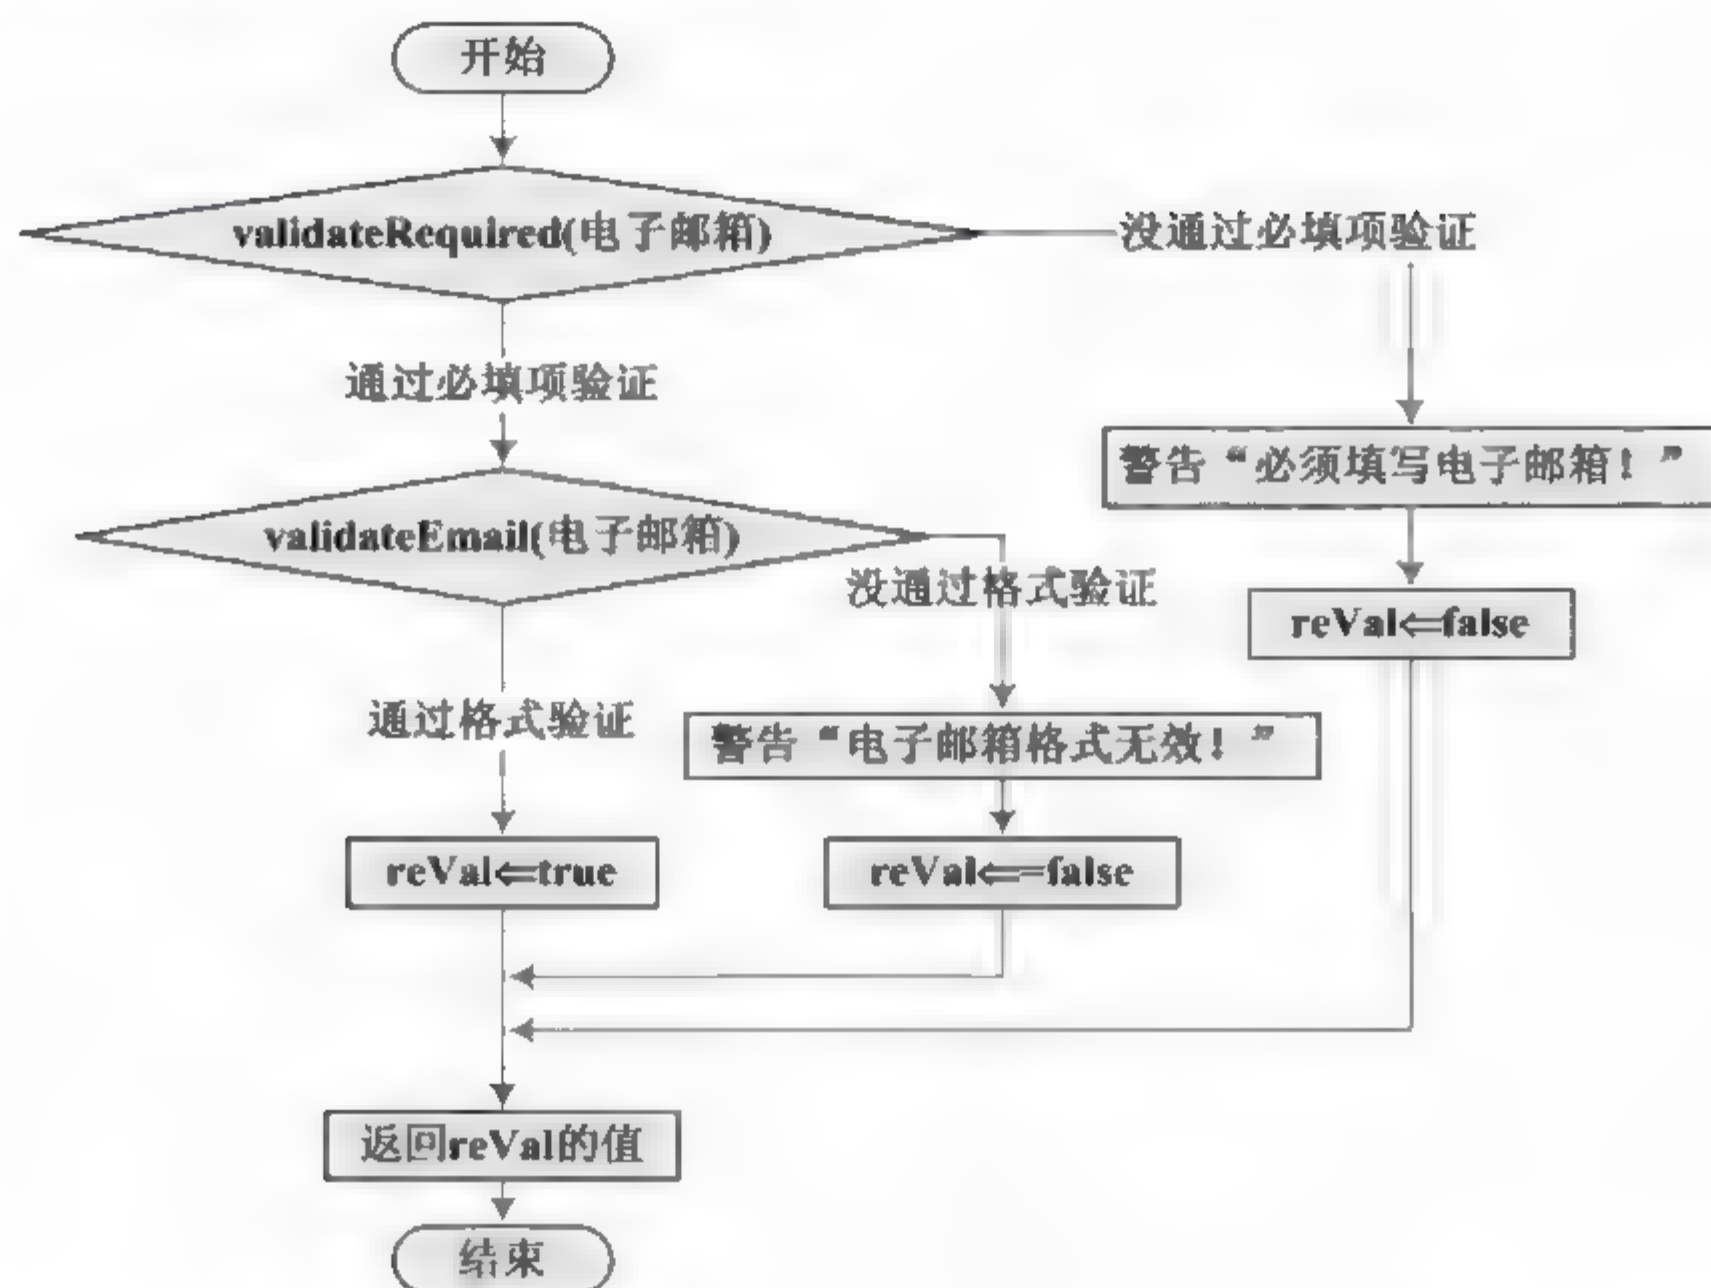 开始
validateRequired(电子邮箱)
没通过必填项验证
通过必填项验证
警告“必须填写电子邮箱！”
validateEmail(电子邮箱)
没通过格式验证
reVal⇐false
通过格式验证
警告“电子邮箱格式无效！”
reVal⇐true
reVal⇐=false
返回reVal的值
结束